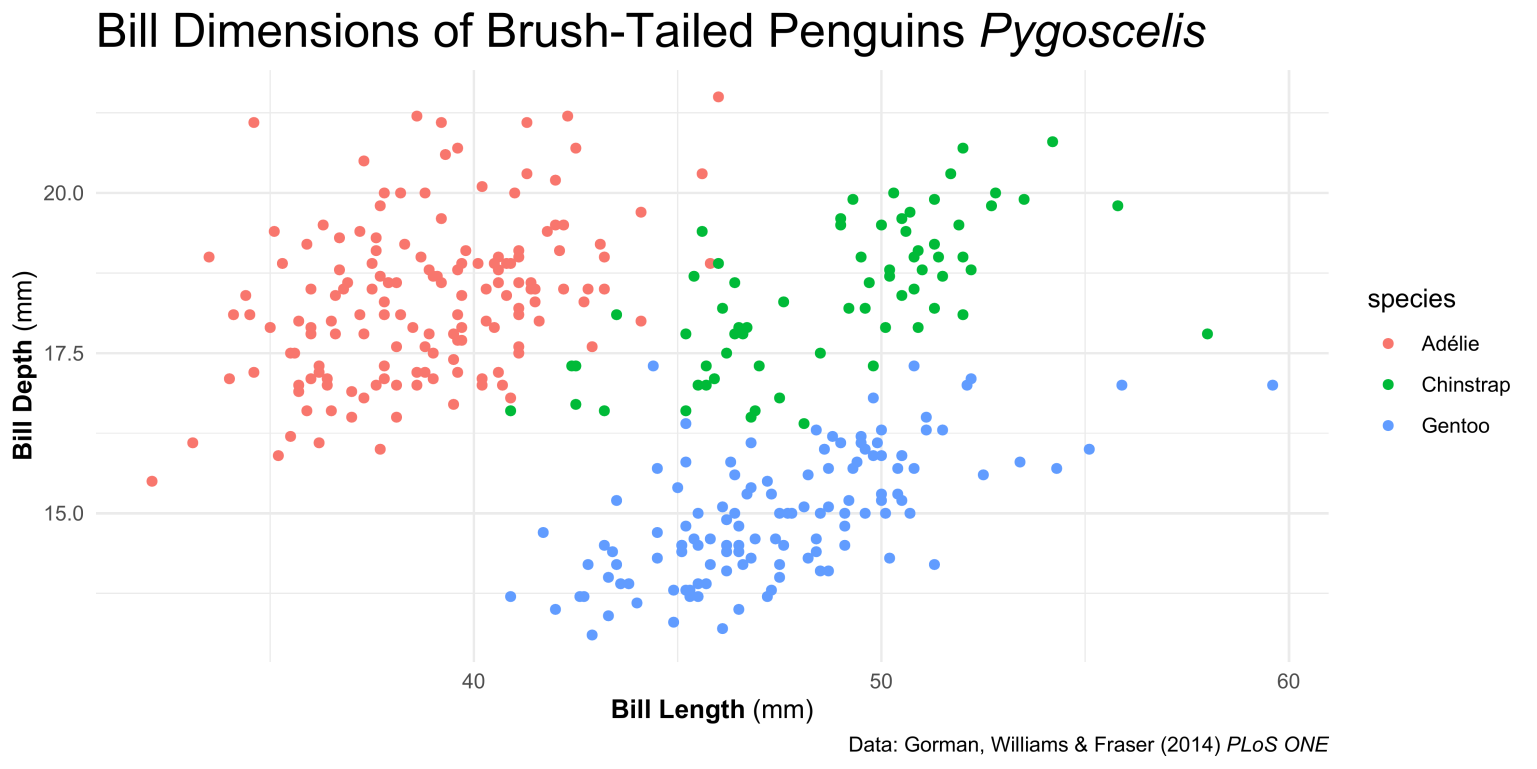 Bill Dimensions of Brush-Tailed Penguins Pygoscelis
Bill Depth (mm)
20.0
17.5
15.0
40
50
60
Bill Length (mm)
species
Adélie
Chinstrap
Gentoo
Data: Gorman, Williams & Fraser (2014) PLoS ONE